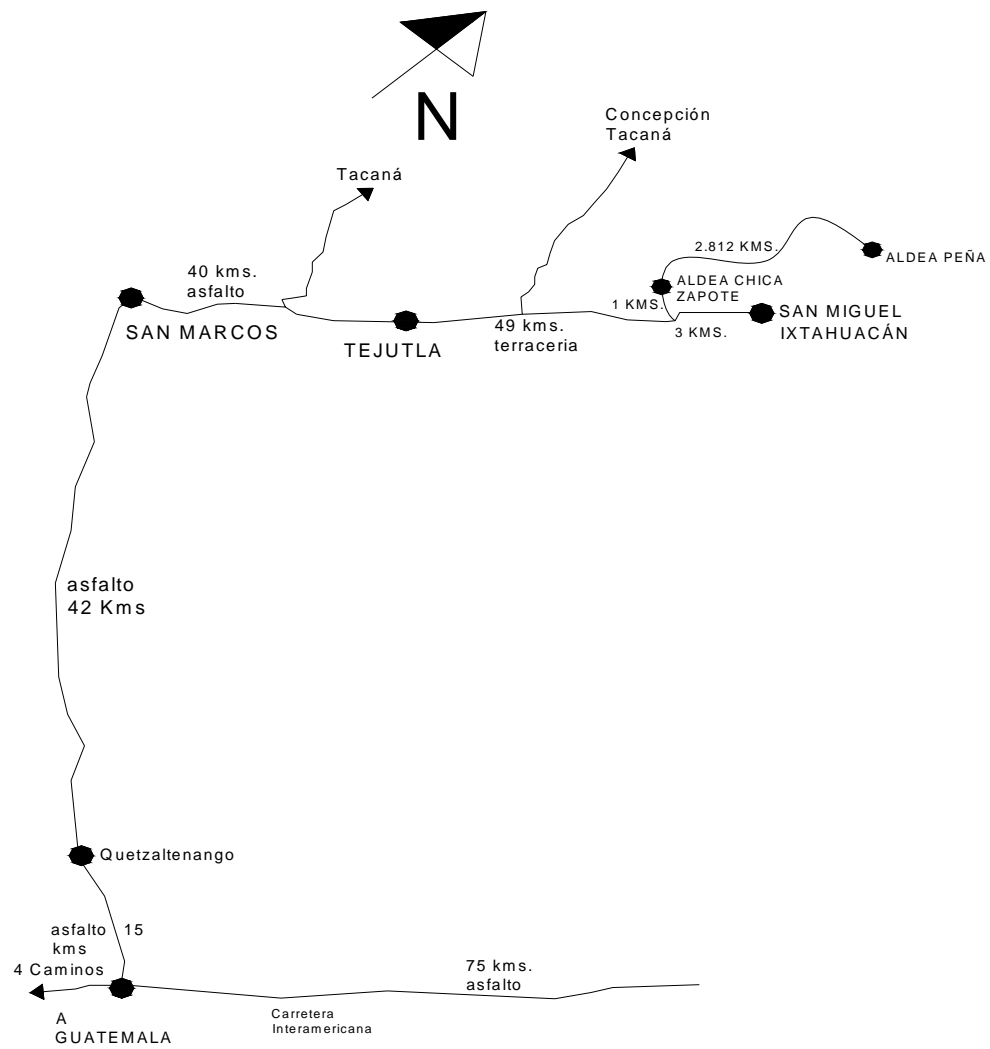 N
Concepción
Tacaná
Tacaná
2.812 KMS.
ALDEA PEÑA
40 kms.
asfalto
ALDEA CHICA
ZAPOTE
1 KMS.
SAN MIGUEL
IXTAHUACÁN
SAN MARCOS
TEJUTLA
49 kms.
terraceria
3 KMS.
asfalto
42 Kms
Quetzaltenango
asfalto 15
kms
4 Caminos
75 kms.
asfalto
A
GUATEMALA
Carretera
Interamericana